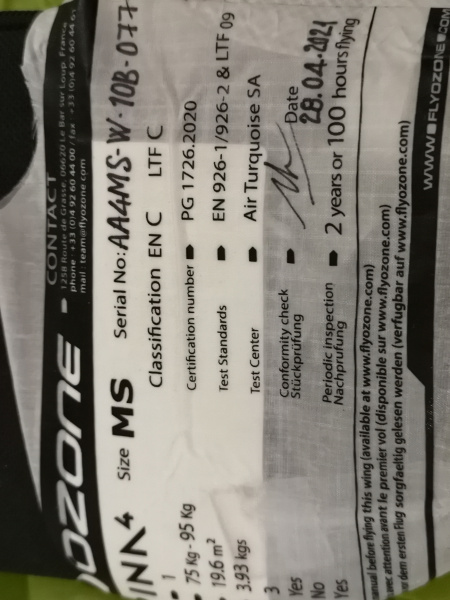 OZONE
CONTACT
1258 Route de Grasse, 06620 Le Bar sur Loup, France
phone : +33 (0)4 92 60 44 00 / fax : +33 (0)4 92 60 44 6
mail : team@flyozone.com
Size MS Serial No: AA4MS-W-10B-077
Classification EN C LTF C
Certification number PG 1726.2020
Test Standards EN 926-1/926-2 & LTF 09
Test Center Air Turquoise SA
Conformity check
Stückprüfung
Date
28.04.2021
Periodic Inspection
Nachprüfung
2 years or 100 hours flying
1
75 Kg - 95 Kg
19.6 m²
3.93 kgs
3
Yes
No
Yes
manual before flying this wing (available at www.flyozone.com)
avec attention avant le premier vol (disponible sur www.flyozone.com)
dem ersten Flug sorgfaeltig gelesen werden (verfugbar auf www.flyozone.com)
WWW.FLYOZONE.COM